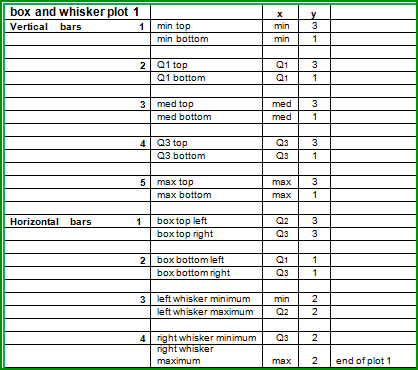 box and whisker plot 1 x y
Vertical bars 1 min top min 3
min bottom min 1
2 Q1 top Q1 3
Q1 bottom Q1 1
3 med top med 3
med bottom med 1
4 Q3 top Q3 3
Q3 bottom Q3 1
5 max top max 3
max bottom max 1
Horizontal bars 1 box top left Q2 3
box top right Q3 3
2 box bottom left Q1 1
box bottom right Q3 1
3 left whisker minimum min 2
left whisker maximum Q2 2
4 right whisker minimum Q3 2
right whisker
maximum max 2 end of plot 1